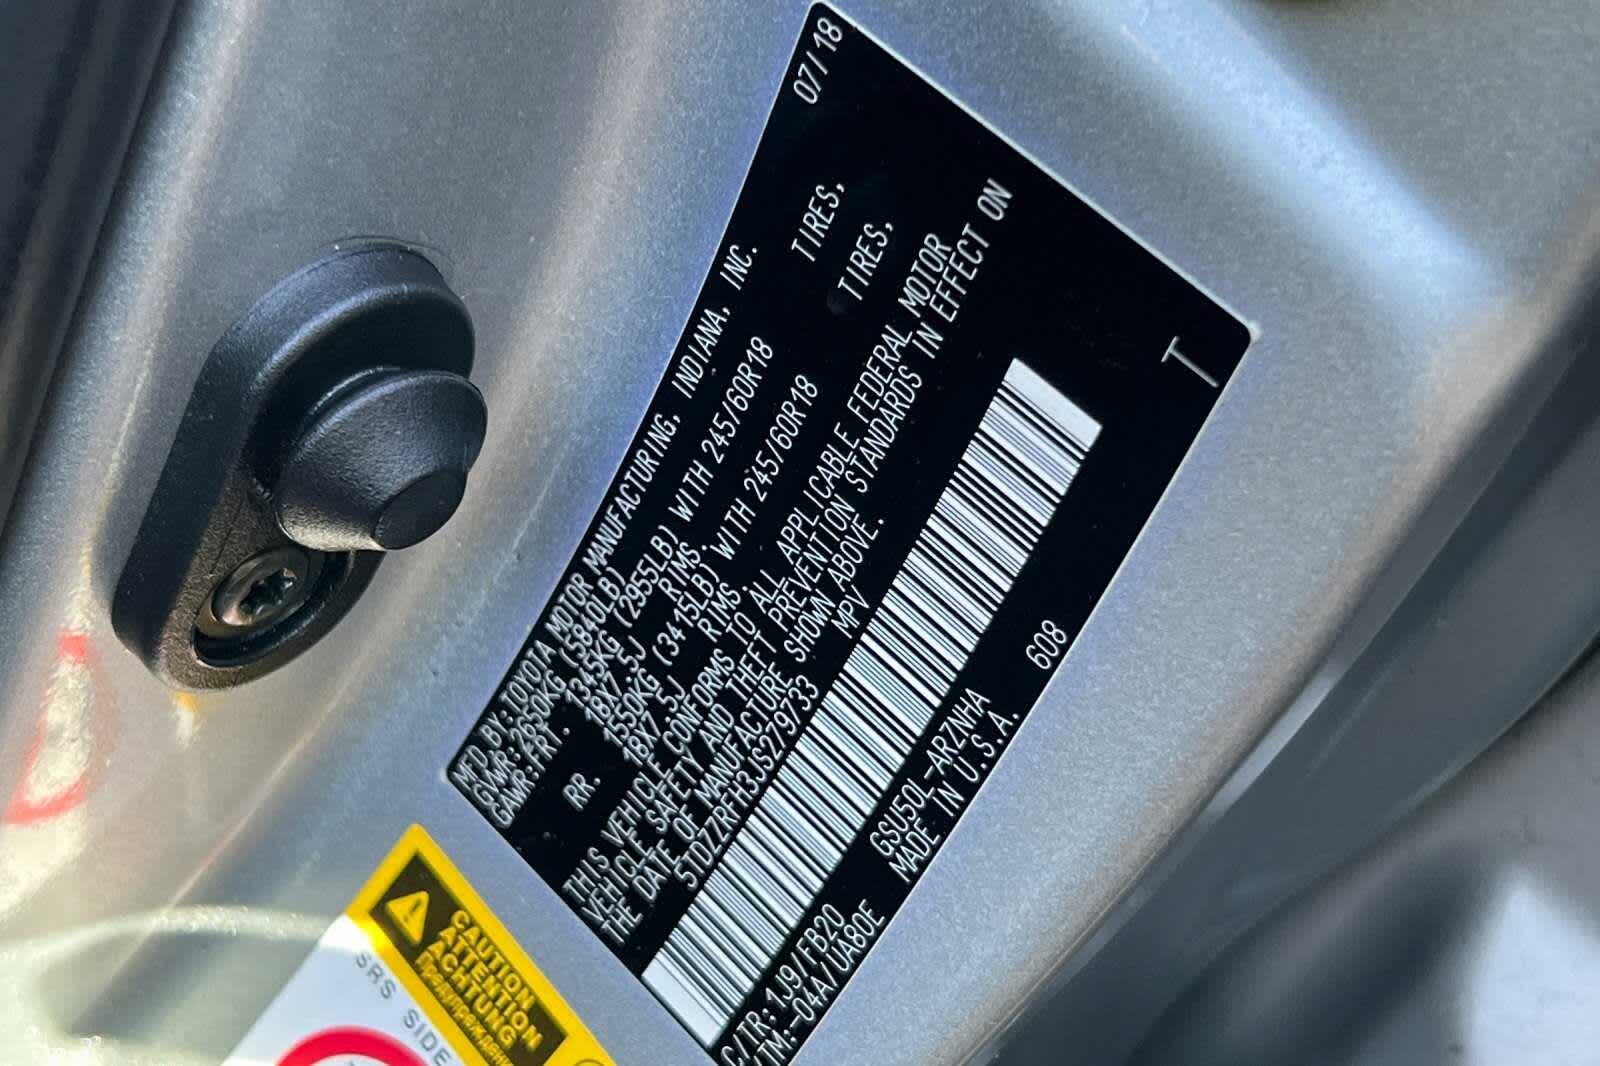 07/18
MFD. BY: TOYOTA MOTOR MANUFACTURING, INDIANA, INC.
GVWR: 2650KG (5840LB)
GAWR: FRT. 1345KG (2955LB) WITH 245/60R18 TIRES,
18X7.5J RIMS.
RR. 1550KG (3415LB) WITH 245/60R18 TIRES,
18X7.5J RIMS
THIS VEHICLE CONFORMS TO ALL APPLICABLE FEDERAL MOTOR
VEHICLE SAFETY AND THEFT PREVENTION STANDARDS IN EFFECT ON
THE DATE OF MANUFACTURE SHOWN ABOVE.
5TDZZRFH3JS279733 MPV
T
C/TR:1J9/FB20 GSU50L-ARZNHA 608
/TM:-04A/UA80E MADE IN U.S.A.
CAUTION
ATTENTION
ACHTUNG
SRS SIDE